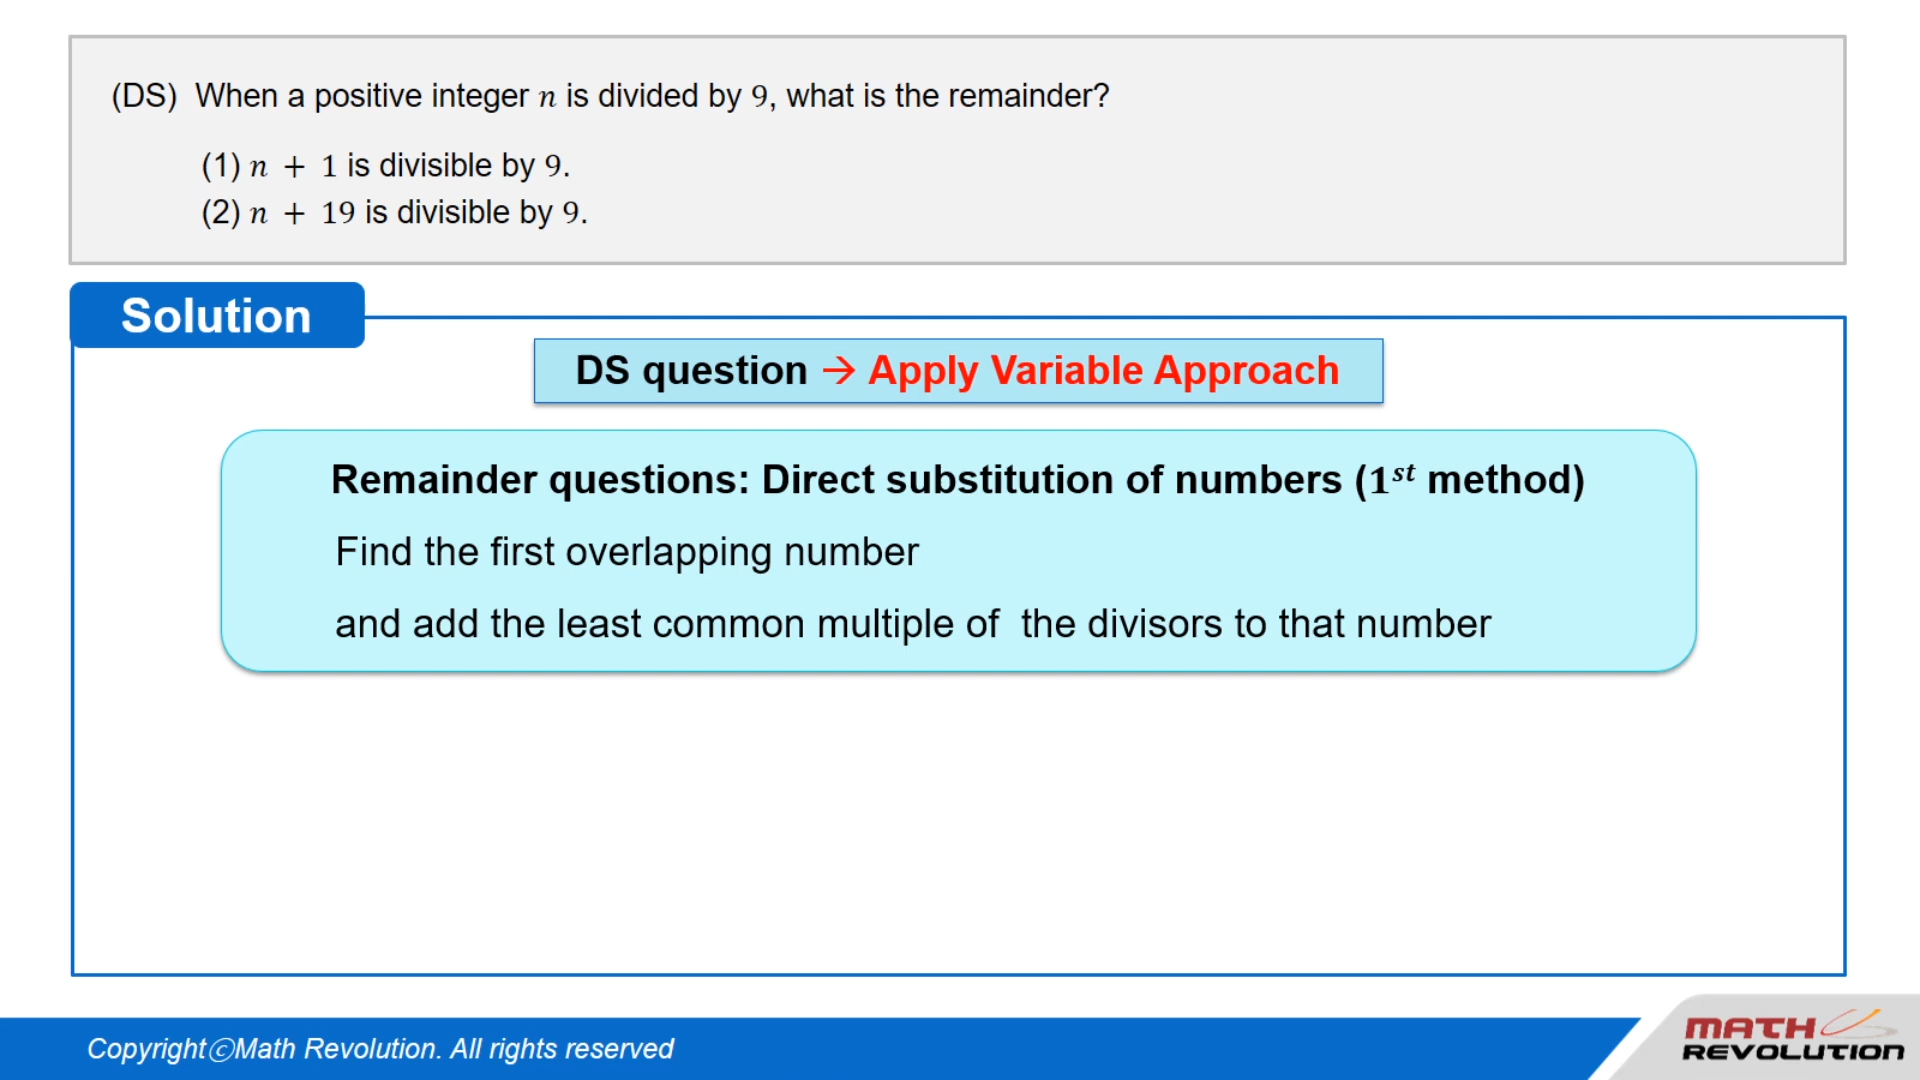 (DS) When a positive integer n is divided by 9, what is the remainder?
(1) n + 1 is divisible by 9.
(2) n + 19 is divisible by 9.
Solution
DS question → Apply Variable Approach
Remainder questions: Direct substitution of numbers (1ˢᵗ method)
Find the first overlapping number
and add the least common multiple of the divisors to that number
CopyrightⓒMath Revolution. All rights reserved
MATH
REVOLUTION